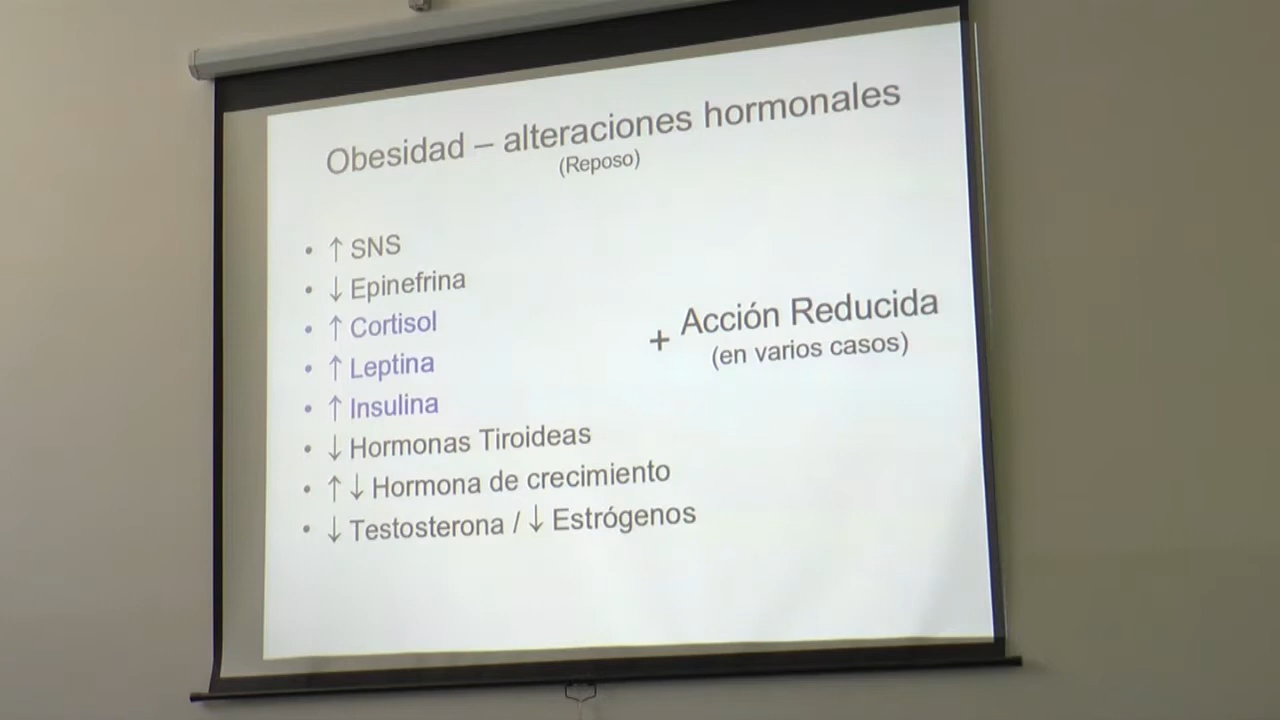 Obesidad – alteraciones hormonales
(Reposo)
• ↑ SNS
• ↓ Epinefrina
• ↑ Cortisol
• ↑ Leptina
• ↑ Insulina
• ↓ Hormonas Tiroideas
• ↑ ↓ Hormona de crecimiento
• ↓ Testosterona / ↓ Estrógenos
+ Acción Reducida
(en varios casos)